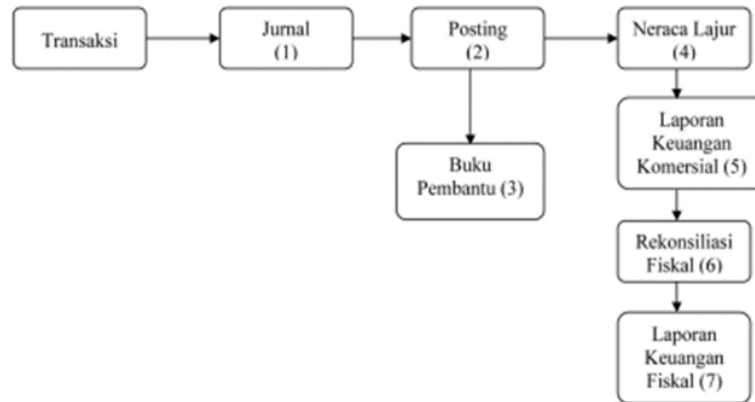 Transaksi
Jurnal
(1)
Posting
(2)
Neraca Lajur
(4)
Buku
Pembantu (3)
Laporan
Keuangan
Komersial (5)
Rekonsiliasi
Fiskal (6)
Laporan
Keuangan
Fiskal (7)